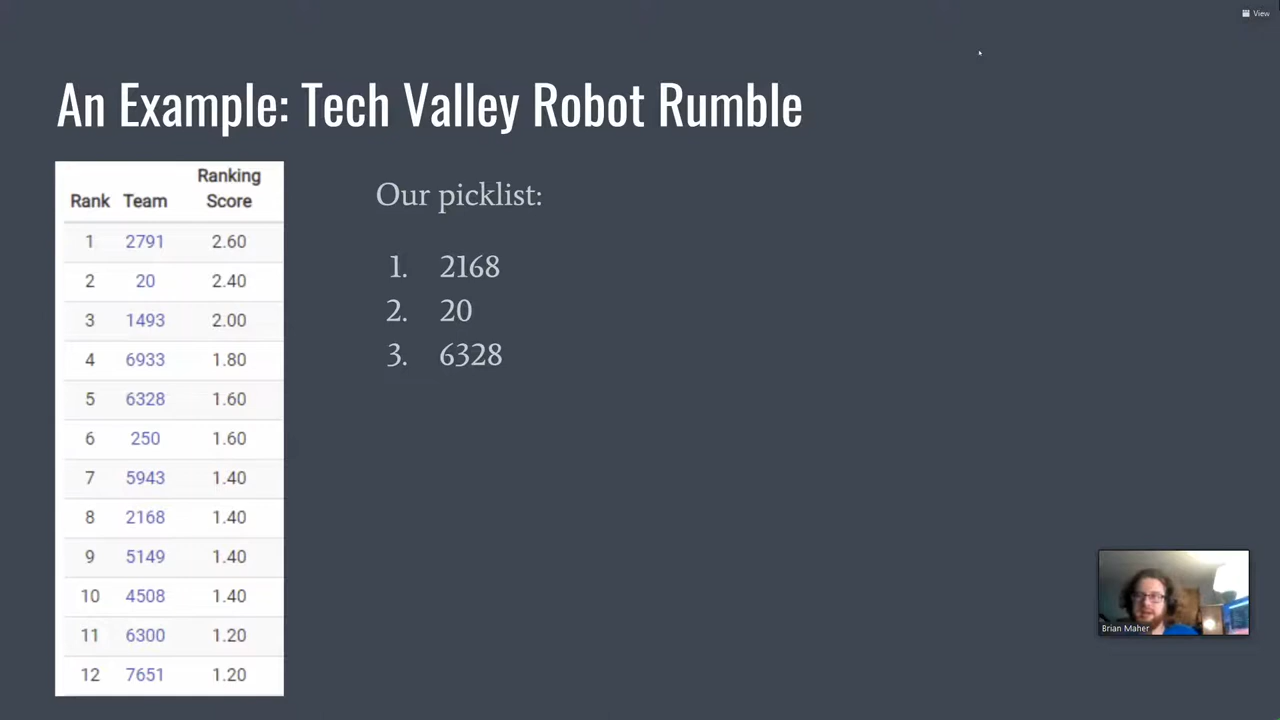 View
An Example: Tech Valley Robot Rumble
Rank Team Ranking Score
1 2791 2.60
2 20 2.40
3 1493 2.00
4 6933 1.80
5 6328 1.60
6 250 1.60
7 5943 1.40
8 2168 1.40
9 5149 1.40
10 4508 1.40
11 6300 1.20
12 7651 1.20
Our picklist:
1. 2168
2. 20
3. 6328
Brian Maher